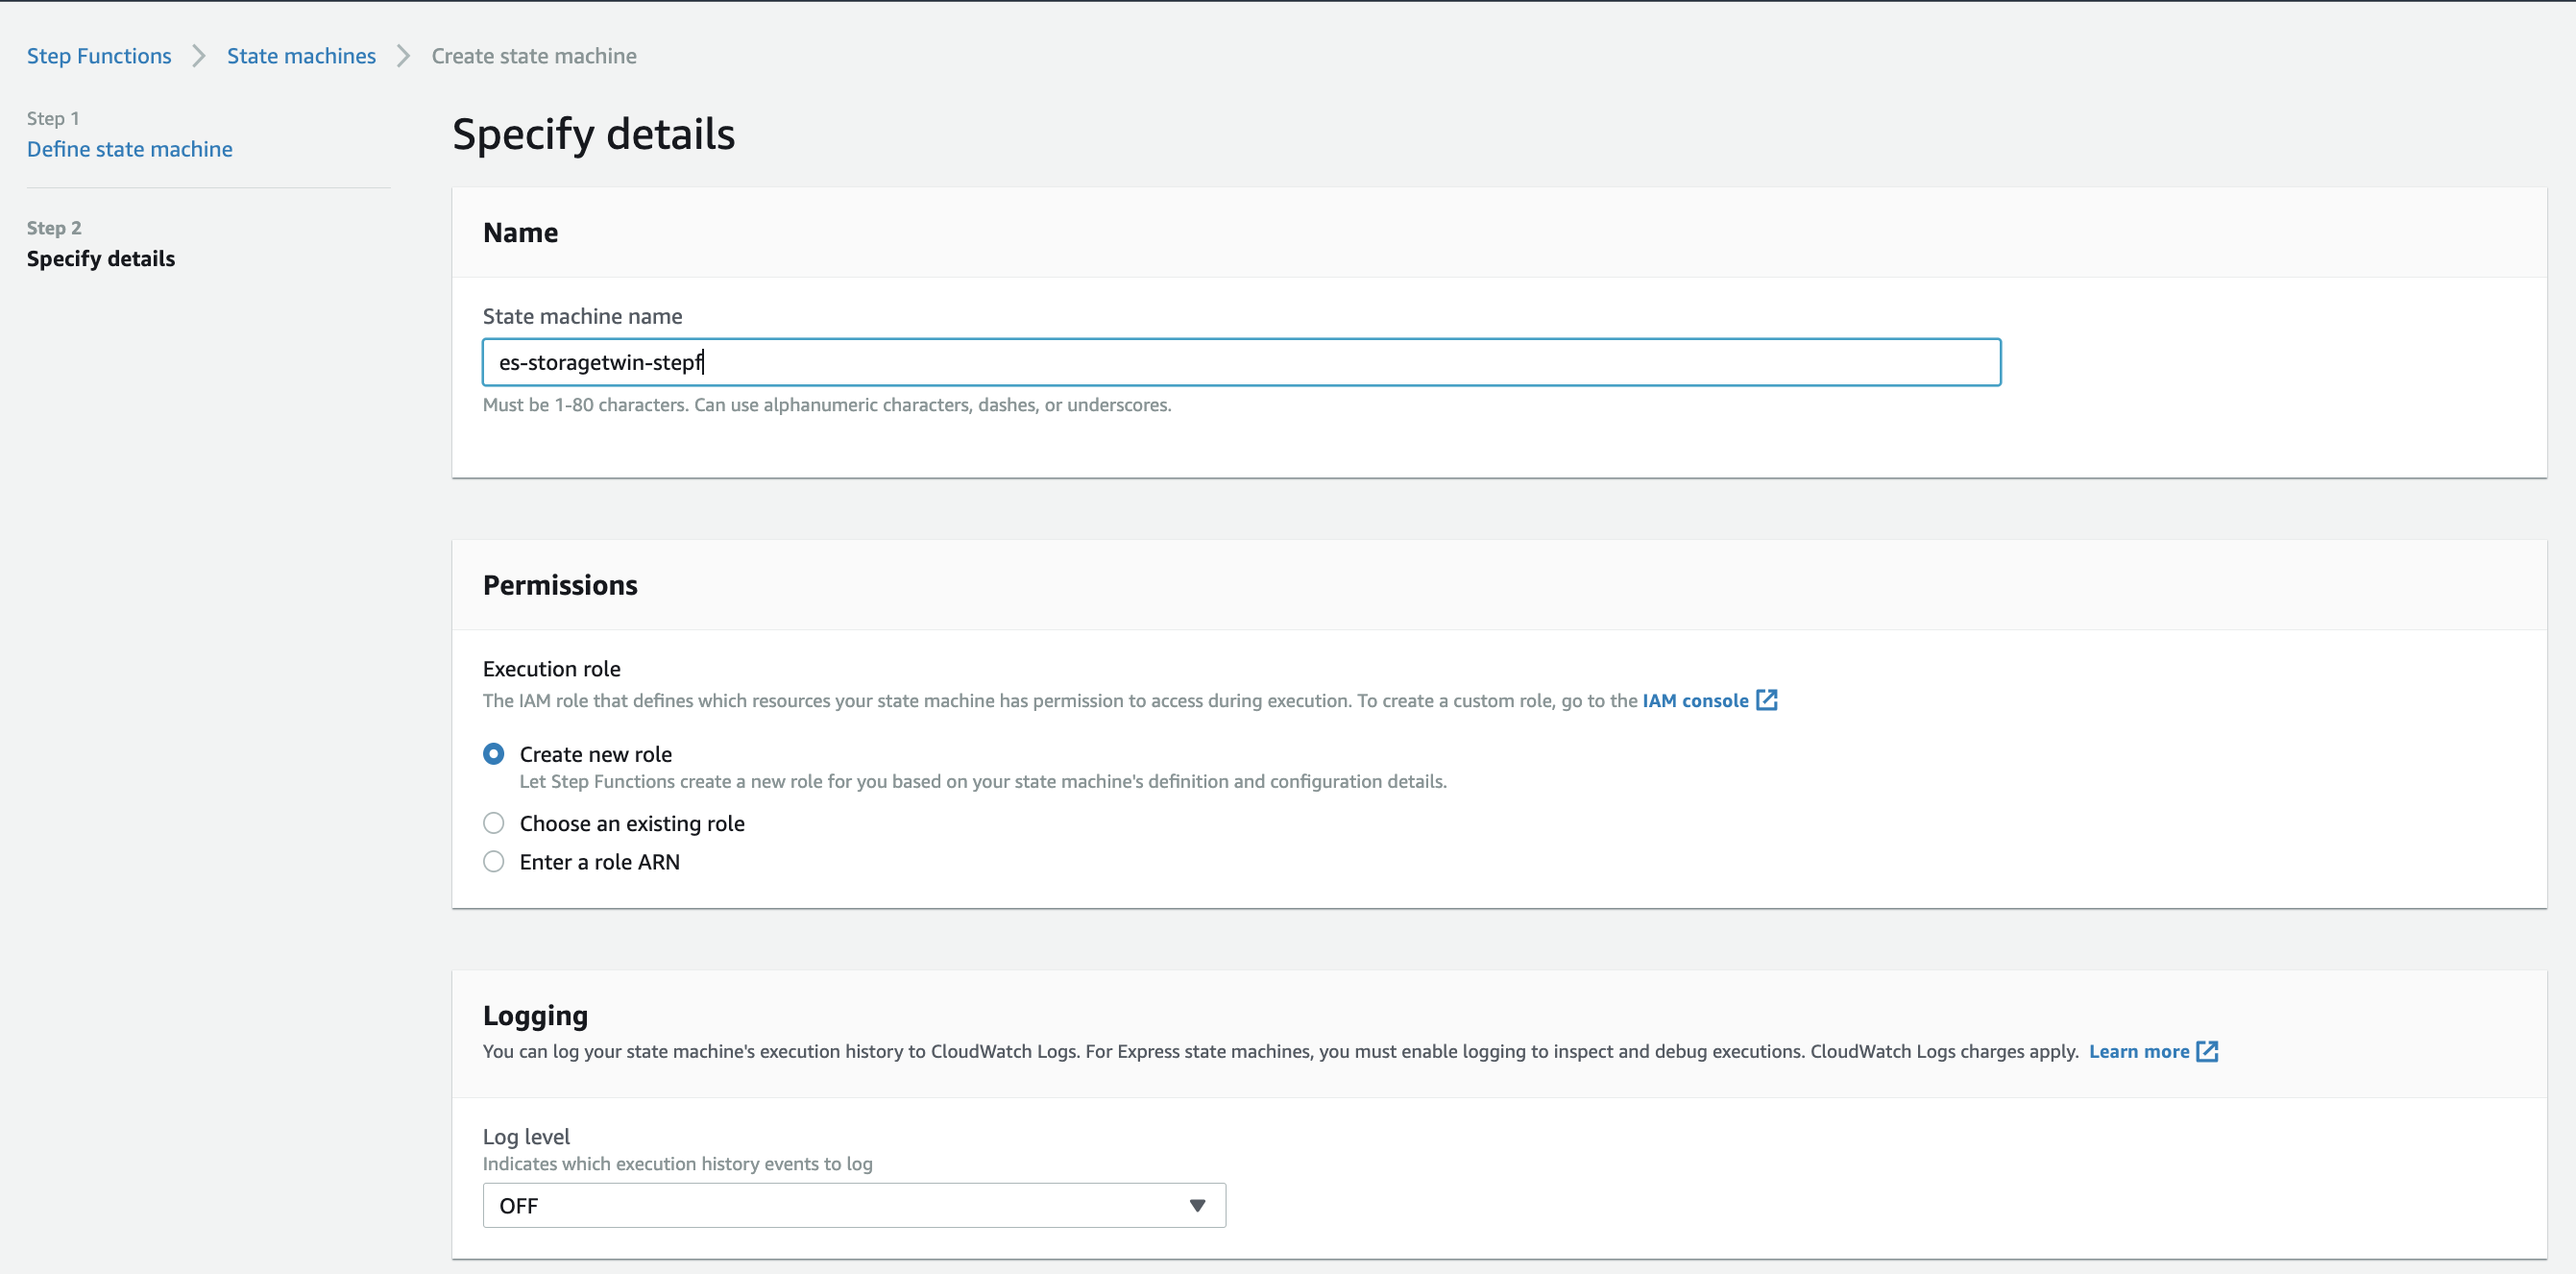 Step Functions > State machines > Create state machine
Step 1
Define state machine
Step 2
Specify details
Specify details
Name
State machine name
es-storagetwin-stepf
Must be 1-80 characters. Can use alphanumeric characters, dashes, or underscores.
Permissions
Execution role
The IAM role that defines which resources your state machine has permission to access during execution. To create a custom role, go to the IAM console
Create new role
Let Step Functions create a new role for you based on your state machine's definition and configuration details.
Choose an existing role
Enter a role ARN
Logging
You can log your state machine's execution history to CloudWatch Logs. For Express state machines, you must enable logging to inspect and debug executions. CloudWatch Logs charges apply. Learn more
Log level
Indicates which execution history events to log
OFF